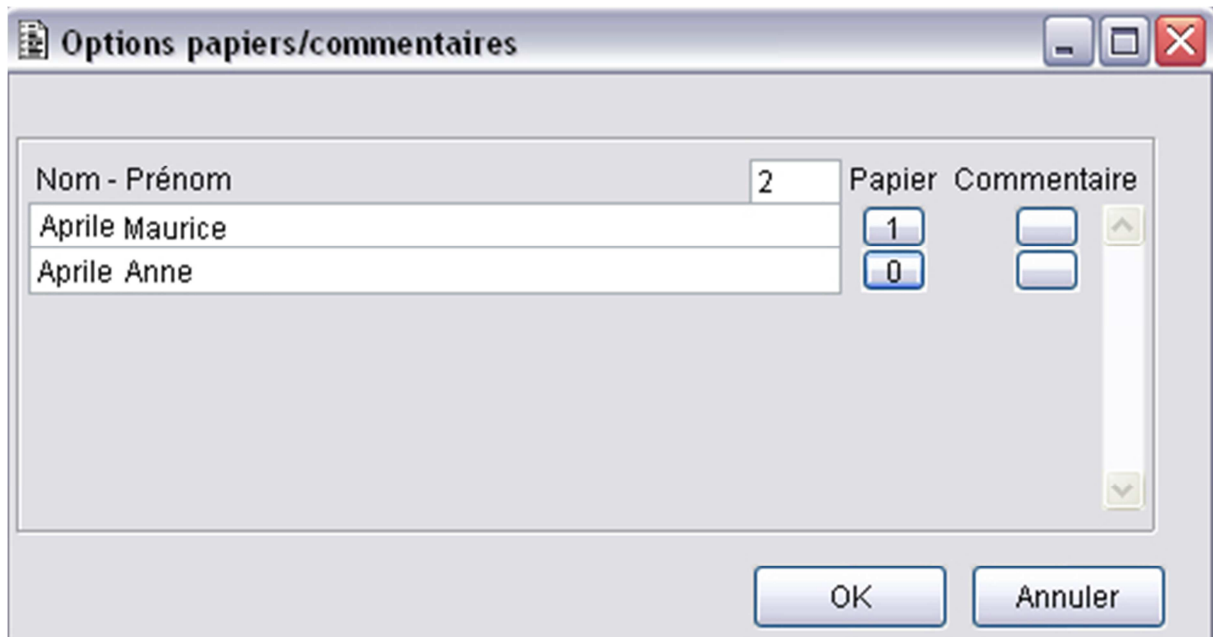 Options papiers/commentaires
Nom - Prénom 2 Papier Commentaire
Aprile Maurice 1
Aprile Anne 0
OK Annuler